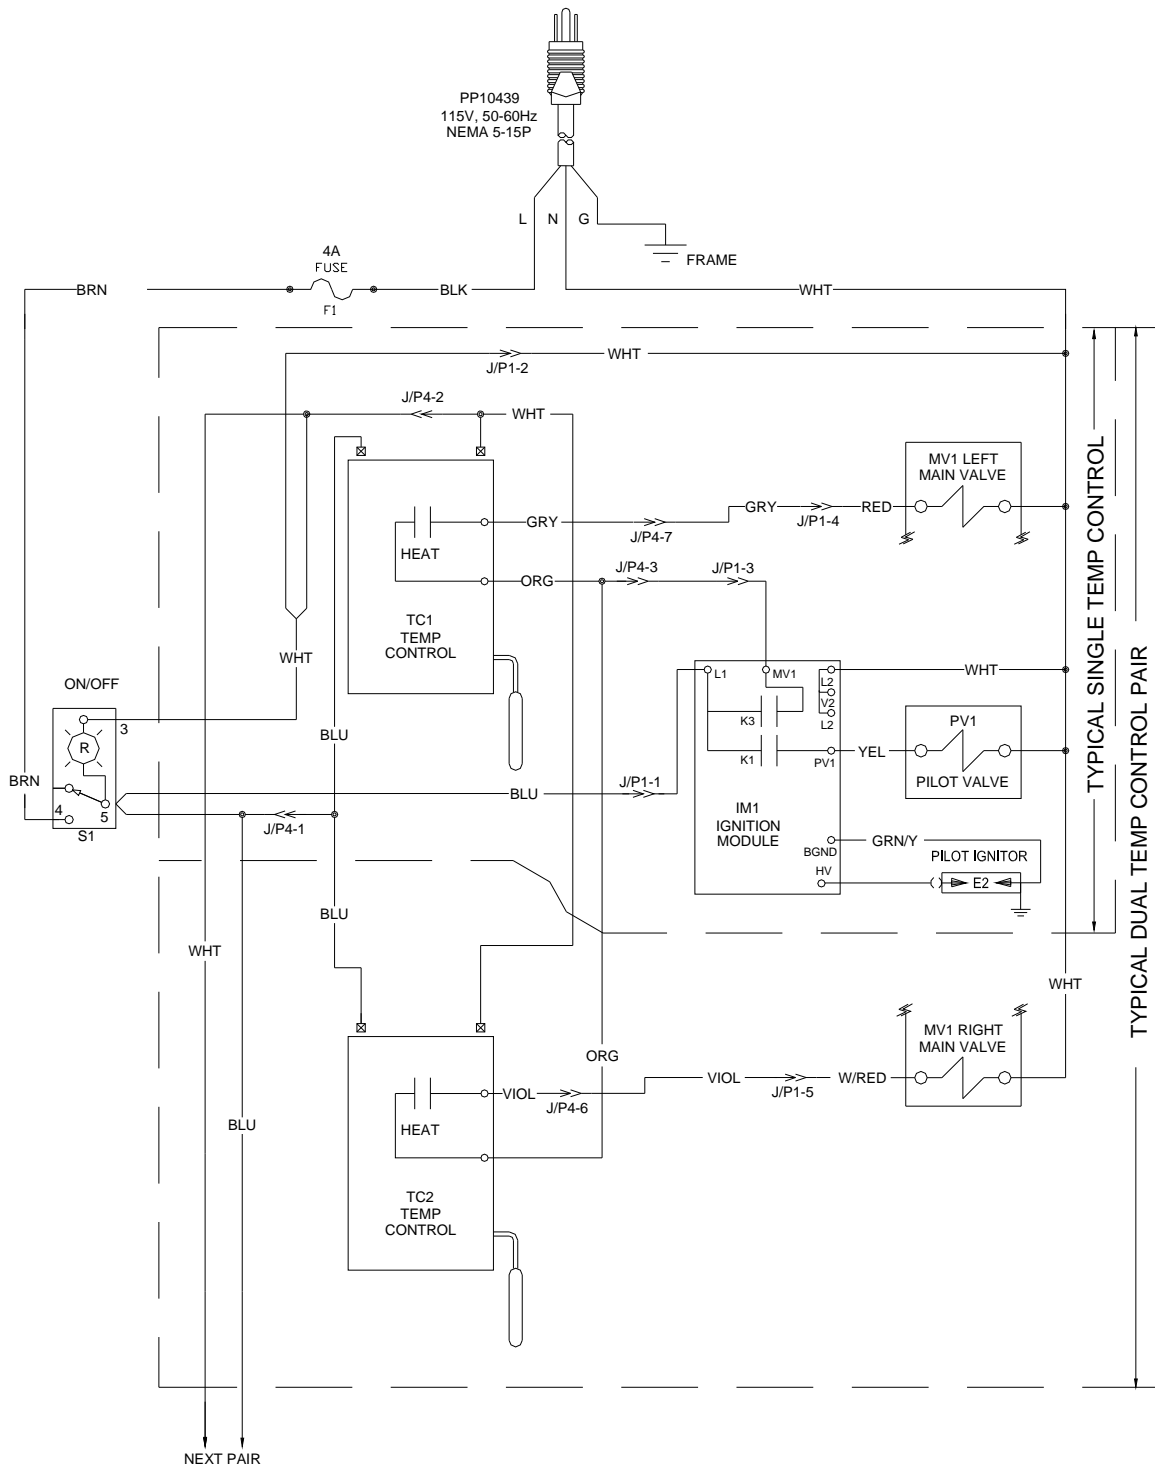 PP10439
115V, 50-60Hz
NEMA 5-15P
L
N
G
FRAME
4A
FUSE
F1
BRN
BLK
WHT
J/P1-2
WHT
J/P4-2
WHT
MV1 LEFT
MAIN VALVE
GRY
J/P4-7
GRY
J/P1-4
RED
HEAT
J/P4-3
J/P1-3
ORG
TC1
TEMP
CONTROL
WHT
ON/OFF
3
R
BRN
4
5
S1
BLU
BLU
J/P1-1
J/P4-1
L1
MV1
L2
V2
L2
WHT
K3
K1
PV1
YEL
PV1
PILOT VALVE
IM1
IGNITION
MODULE
BGND
GRN/Y
HV
PILOT IGNITOR
E2
TYPICAL SINGLE TEMP CONTROL
TYPICAL DUAL TEMP CONTROL PAIR
BLU
WHT
WHT
MV1 RIGHT
MAIN VALVE
ORG
VIOL
J/P4-6
VIOL
J/P1-5
W/RED
HEAT
BLU
TC2
TEMP
CONTROL
NEXT PAIR